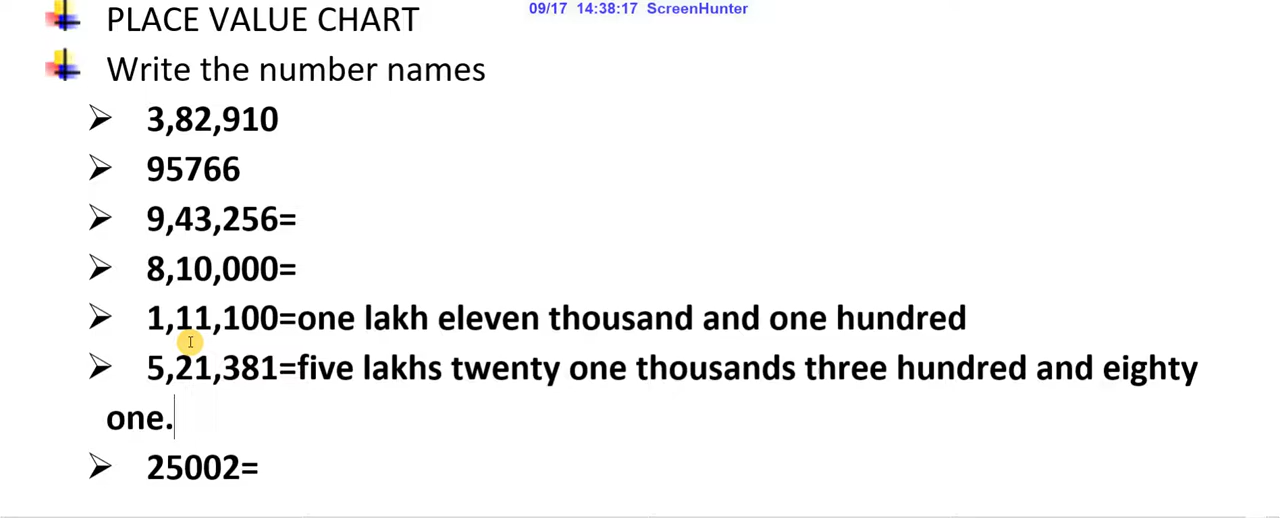 09/17 14:38:17 ScreenHunter
PLACE VALUE CHART
Write the number names
3,82,910
95766
9,43,256=
8,10,000=
1,11,100=one lakh eleven thousand and one hundred
5,21,381=five lakhs twenty one thousands three hundred and eighty
one.
25002=